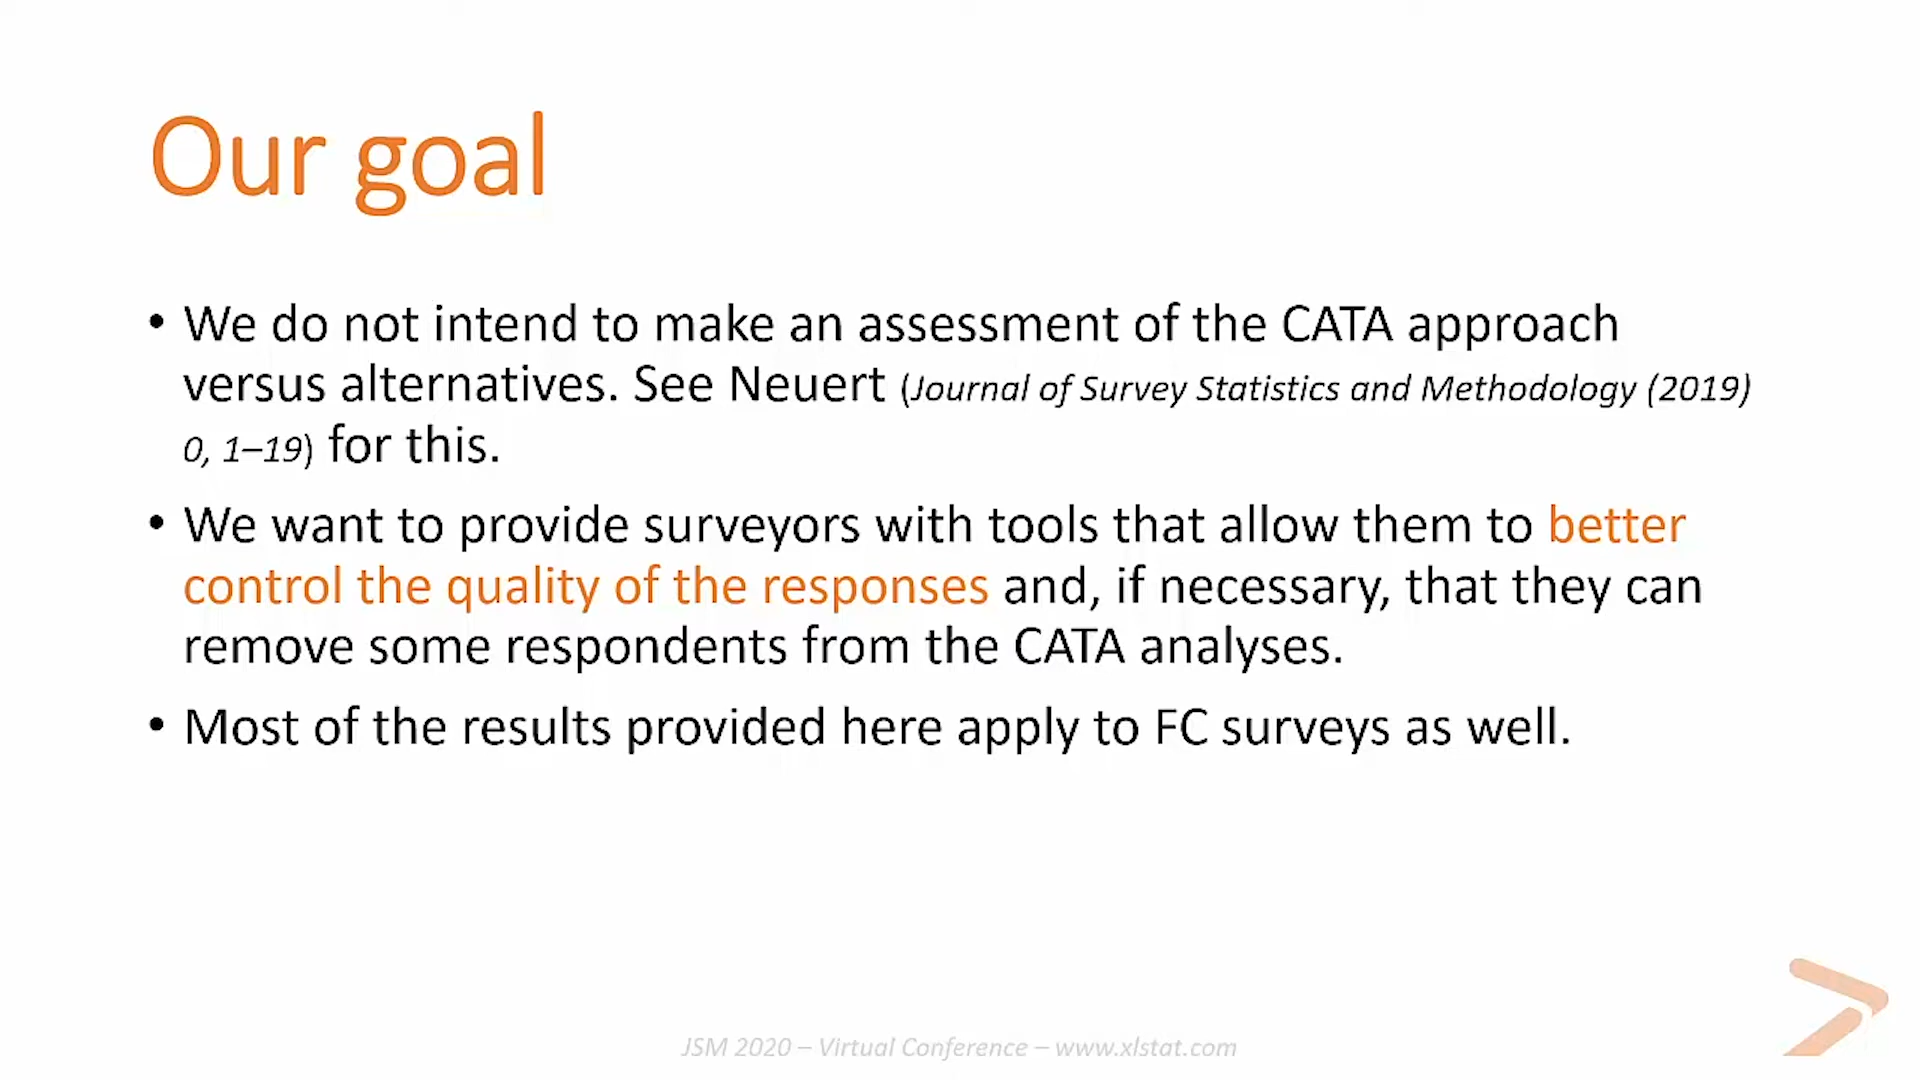 Our goal
• We do not intend to make an assessment of the CATA approach
versus alternatives. See Neuert (Journal of Survey Statistics and Methodology (2019)
0, 1–19) for this.
• We want to provide surveyors with tools that allow them to better
control the quality of the responses and, if necessary, that they can
remove some respondents from the CATA analyses.
• Most of the results provided here apply to FC surveys as well.
JSM 2020 – Virtual Conference – www.xlstat.com